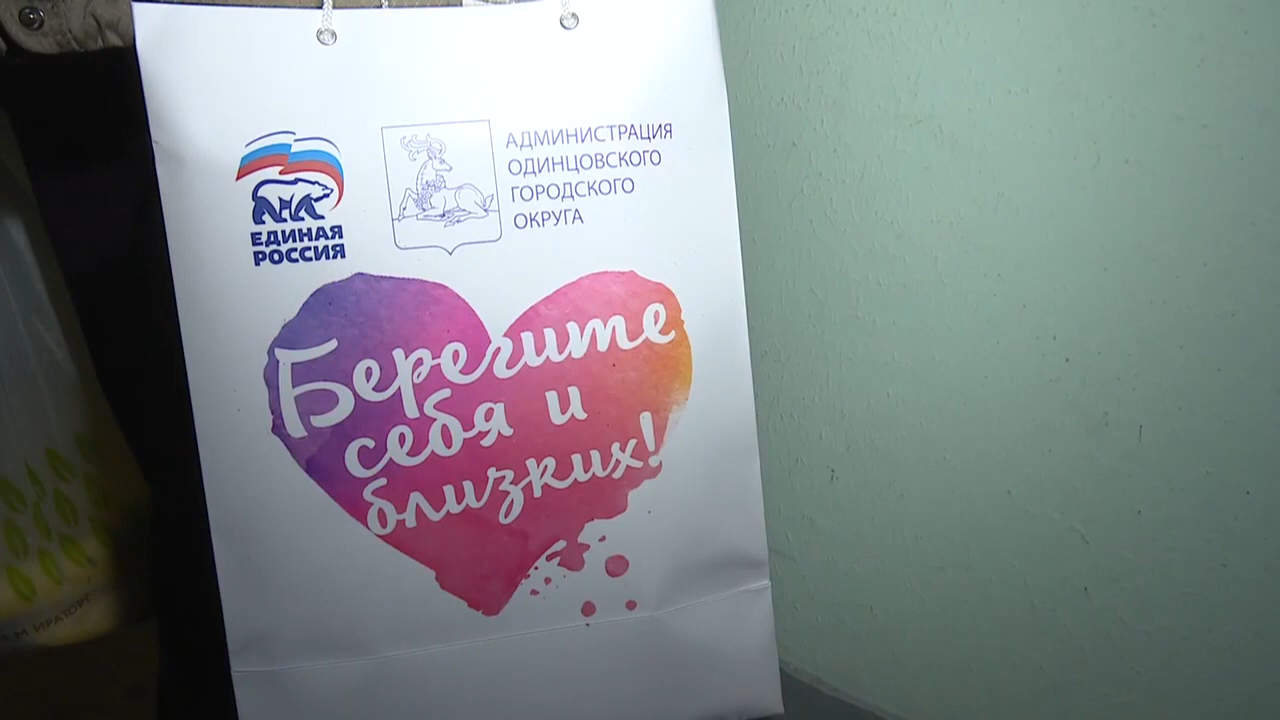 ЕДИНАЯ
РОССИЯ
АДМИНИСТРАЦИЯ
ОДИНЦОВСКОГО
ГОРОДСКОГО
ОКРУГА
Берегите
себя и
близких!